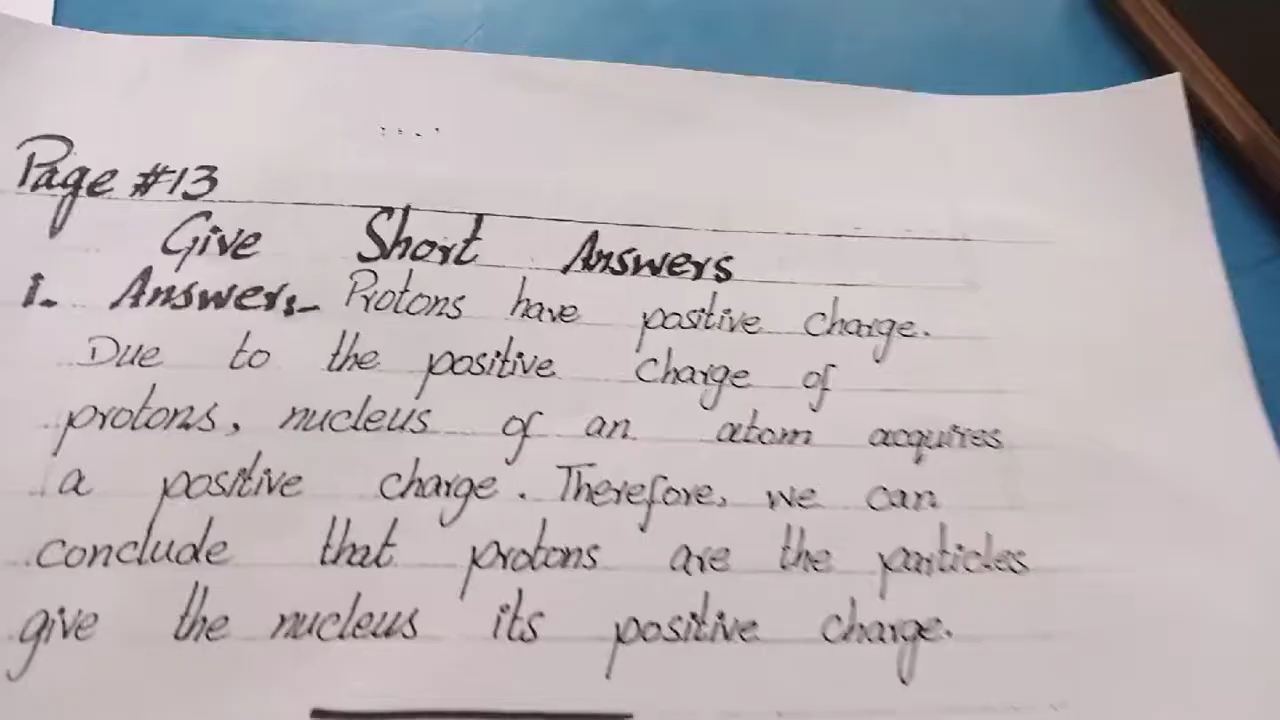 Page #13
Give Short Answers
i. Answer:- Protons have positive charge.
Due to the positive charge of
protons, nucleus of an atom acquires
a positive charge. Therefore, we can
conclude that protons are the particles
give the nucleus its positive charge.